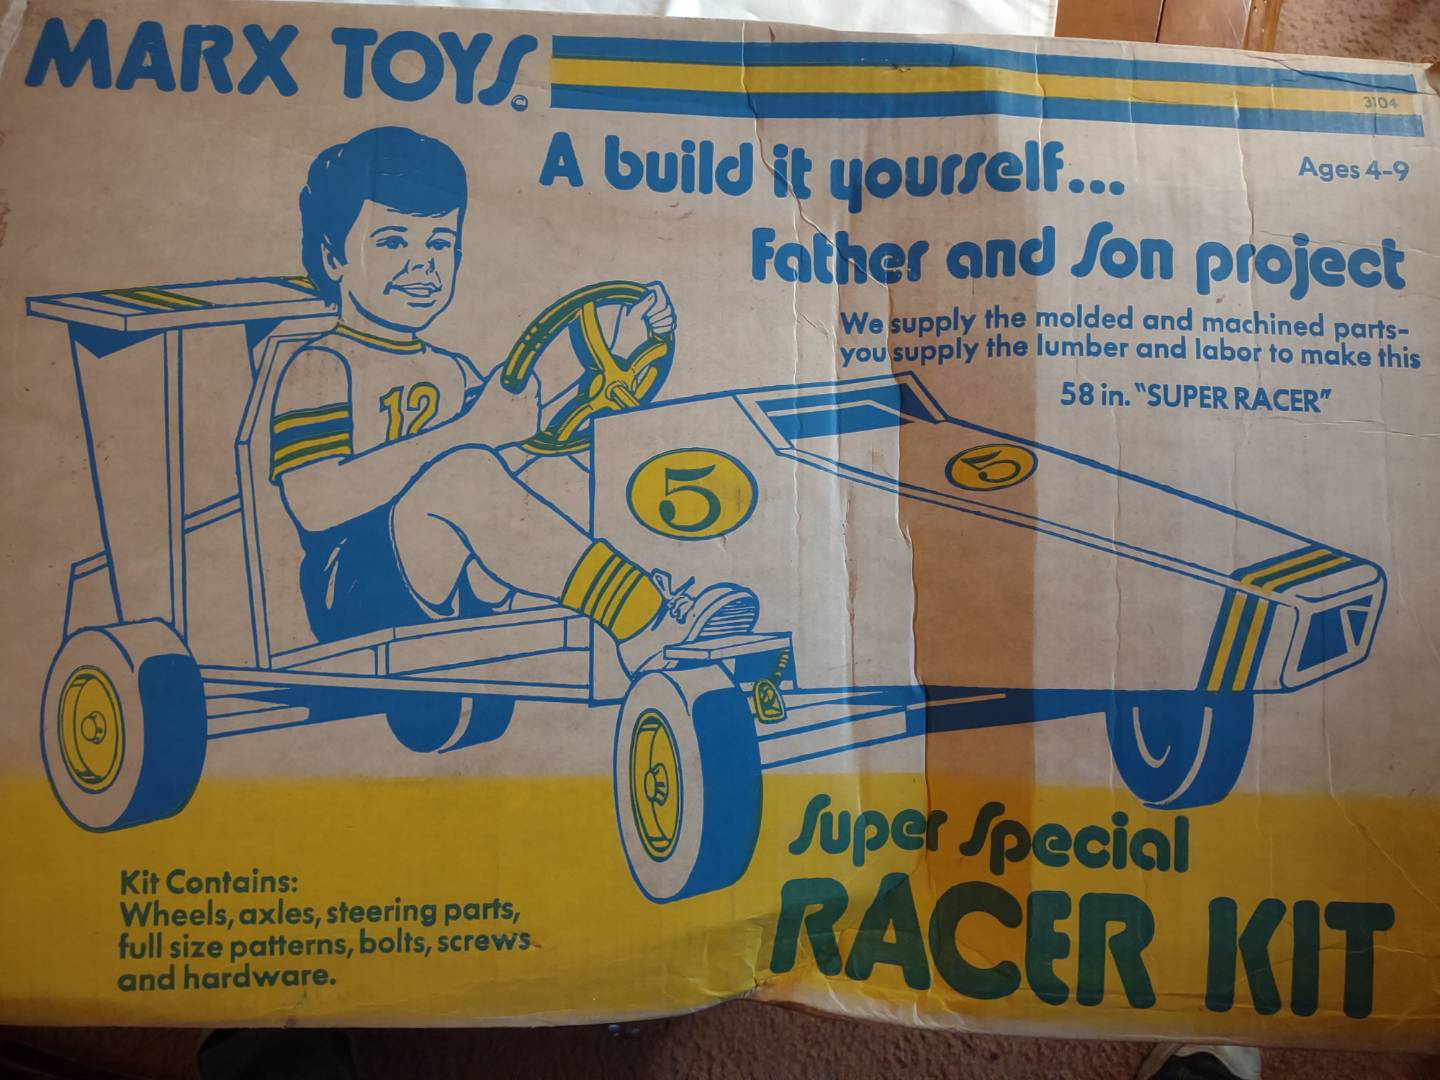 MARX TOYS
3104
A build it yourself...
Ages 4-9
Father and Son project
We supply the molded and machined parts-
you supply the lumber and labor to make this
58 in. "SUPER RACER"
12
5
5
Super Special
RACER KIT
Kit Contains:
Wheels, axles, steering parts,
full size patterns, bolts, screws
and hardware.